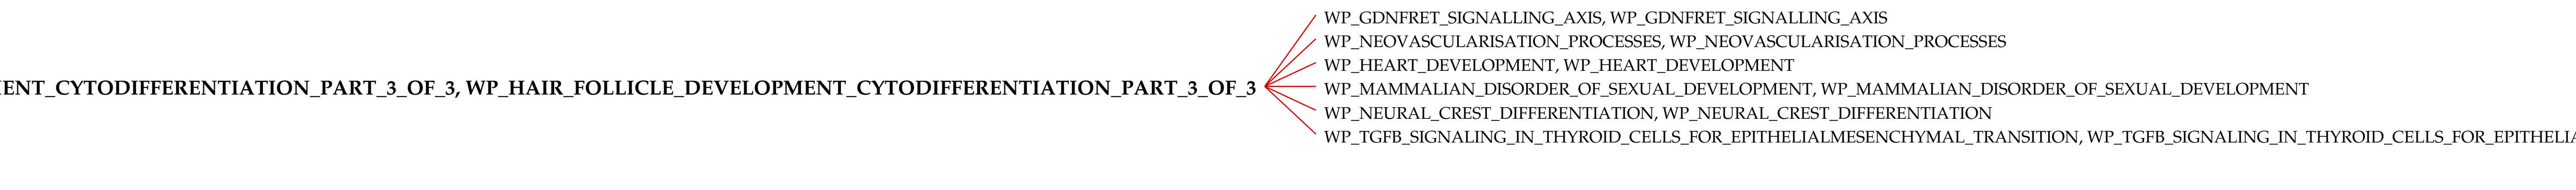 ENT_CYTODIFFERENTIATION_PART_3_OF_3, WP_HAIR_FOLLICLE_DEVELOPMENT_CYTODIFFERENTIATION_PART_3_OF_3
WP_GDNFRET_SIGNALLING_AXIS, WP_GDNFRET_SIGNALLING_AXIS
WP_NEOVASCULARISATION_PROCESSES, WP_NEOVASCULARISATION_PROCESSES
WP_HEART_DEVELOPMENT, WP_HEART_DEVELOPMENT
WP_MAMMALIAN_DISORDER_OF_SEXUAL_DEVELOPMENT, WP_MAMMALIAN_DISORDER_OF_SEXUAL_DEVELOPMENT
WP_NEURAL_CREST_DIFFERENTIATION, WP_NEURAL_CREST_DIFFERENTIATION
WP_TGFB_SIGNALING_IN_THYROID_CELLS_FOR_EPITHELIALMESENCHYMAL_TRANSITION, WP_TGFB_SIGNALING_IN_THYROID_CELLS_FOR_EPITHELIA